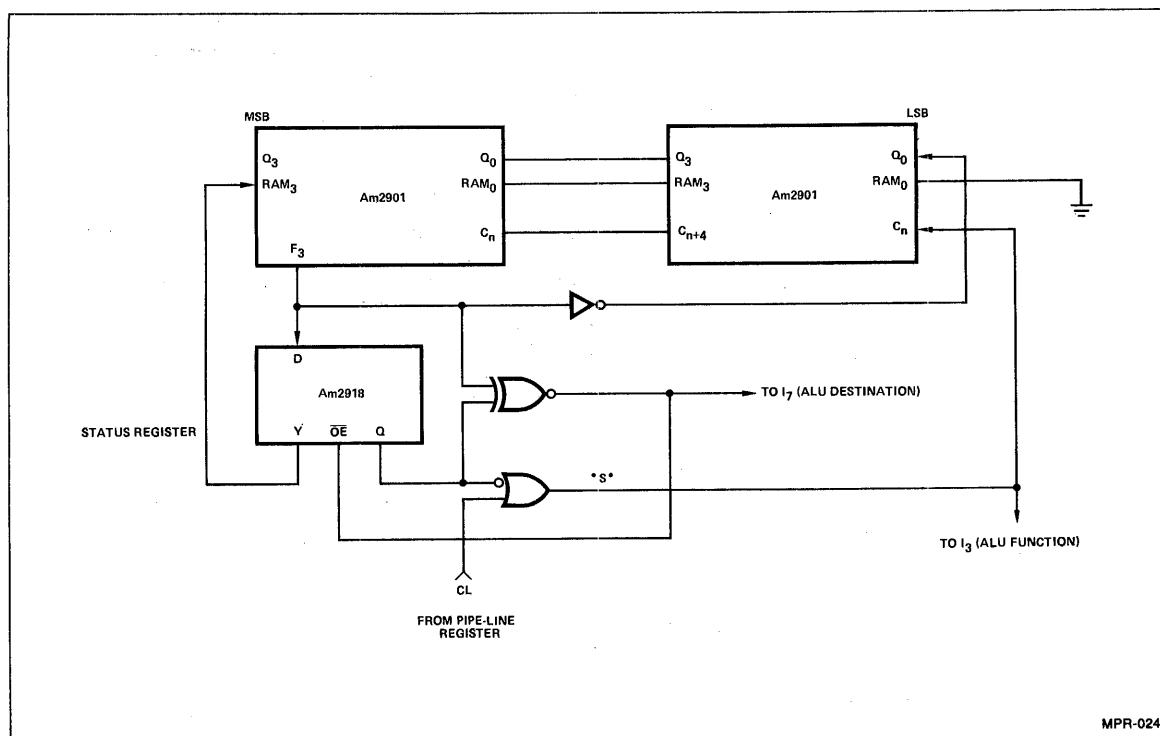 MSB
LSB
Q3
RAM3
F3
Am2901
Q0
RAM0
Cn
Q3
RAM3
Cn+4
Am2901
Q0
RAM0
Cn
D
Am2918
Y
OE
Q
STATUS REGISTER
TO I7 (ALU DESTINATION)
"S"
TO I3 (ALU FUNCTION)
CL
FROM PIPE-LINE
REGISTER
MPR-024